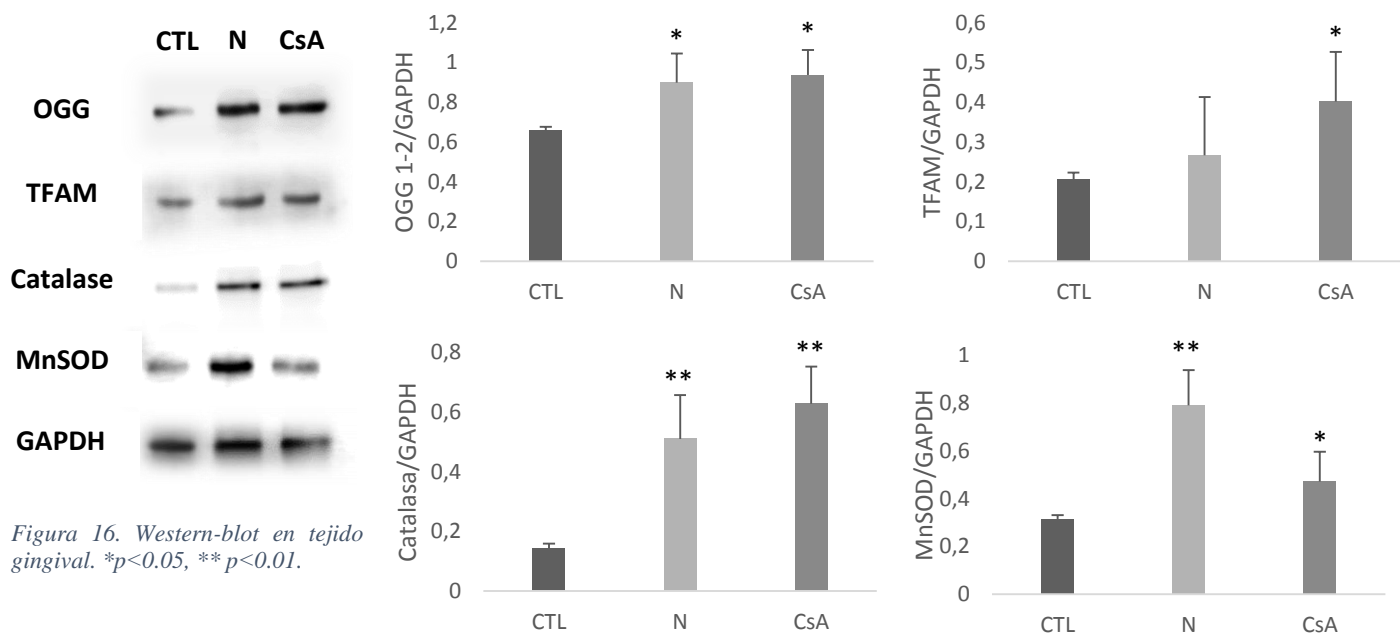 CTL N CsA
OGG
TFAM
Catalase
MnSOD
GAPDH
Figura 16. Western-blot en tejido
gingival. *p<0.05, ** p<0.01.
OGG 1-2/GAPDH
1,2
1
0,8
0,6
0,4
0,2
0
*
*
CTL N CsA
TFAM/GAPDH
0,6
0,5
0,4
0,3
0,2
0,1
0
*
CTL N CsA
Catalasa/GAPDH
0,8
0,6
0,4
0,2
0
**
**
CTL N CsA
MnSOD/GAPDH
1
0,8
0,6
0,4
0,2
0
**
*
CTL N CsA